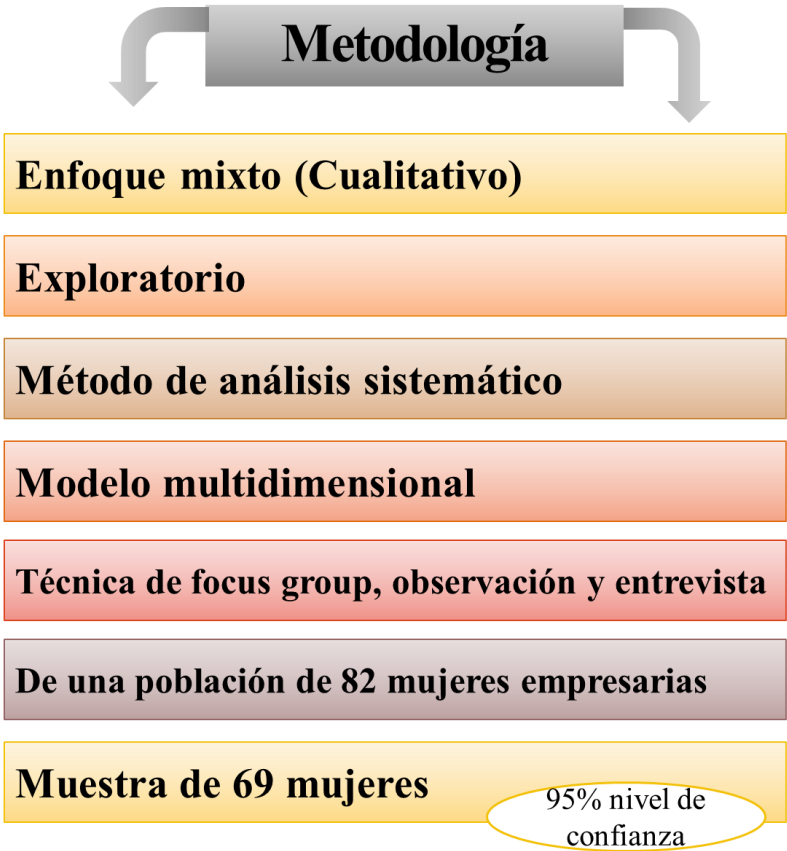 Metodología
Enfoque mixto (Cualitativo)
Exploratorio
Método de análisis sistemático
Modelo multidimensional
Técnica de focus group, observación y entrevista
De una población de 82 mujeres empresarias
Muestra de 69 mujeres
95% nivel de
confianza